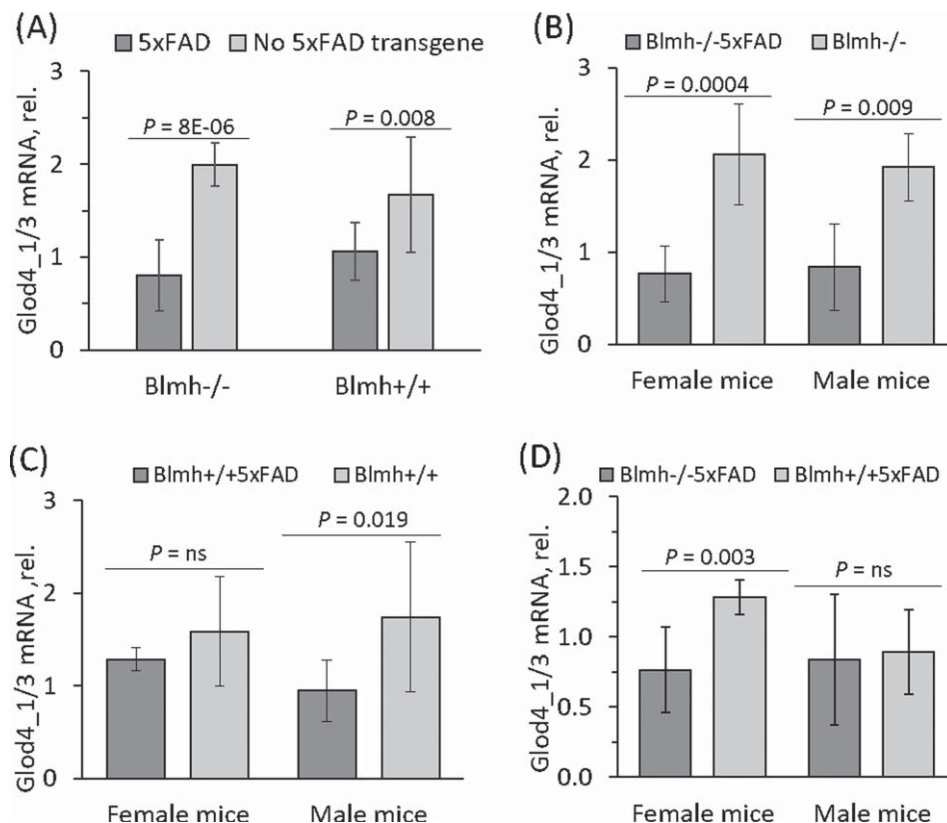 (A)
5xFAD No 5xFAD transgene
Glod4_1/3 mRNA, rel.
3
2
1
0
P = 8E-06
P = 0.008
Blmh-/- Blmh+/+
(B)
Blmh-/-5xFAD Blmh-/-
Glod4_1/3 mRNA, rel.
3
2
1
0
P = 0.0004
P = 0.009
Female mice Male mice
(C)
Blmh+/+5xFAD Blmh+/+
Glod4_1/3 mRNA ,rel.
3
2
1
0
P = ns
P = 0.019
Female mice Male mice
(D)
Blmh-/-5xFAD Blmh+/+5xFAD
Glod4_1/3 mRNA, rel.
2.0
1.5
1.0
0.5
0.0
P = 0.003
P = ns
Female mice Male mice